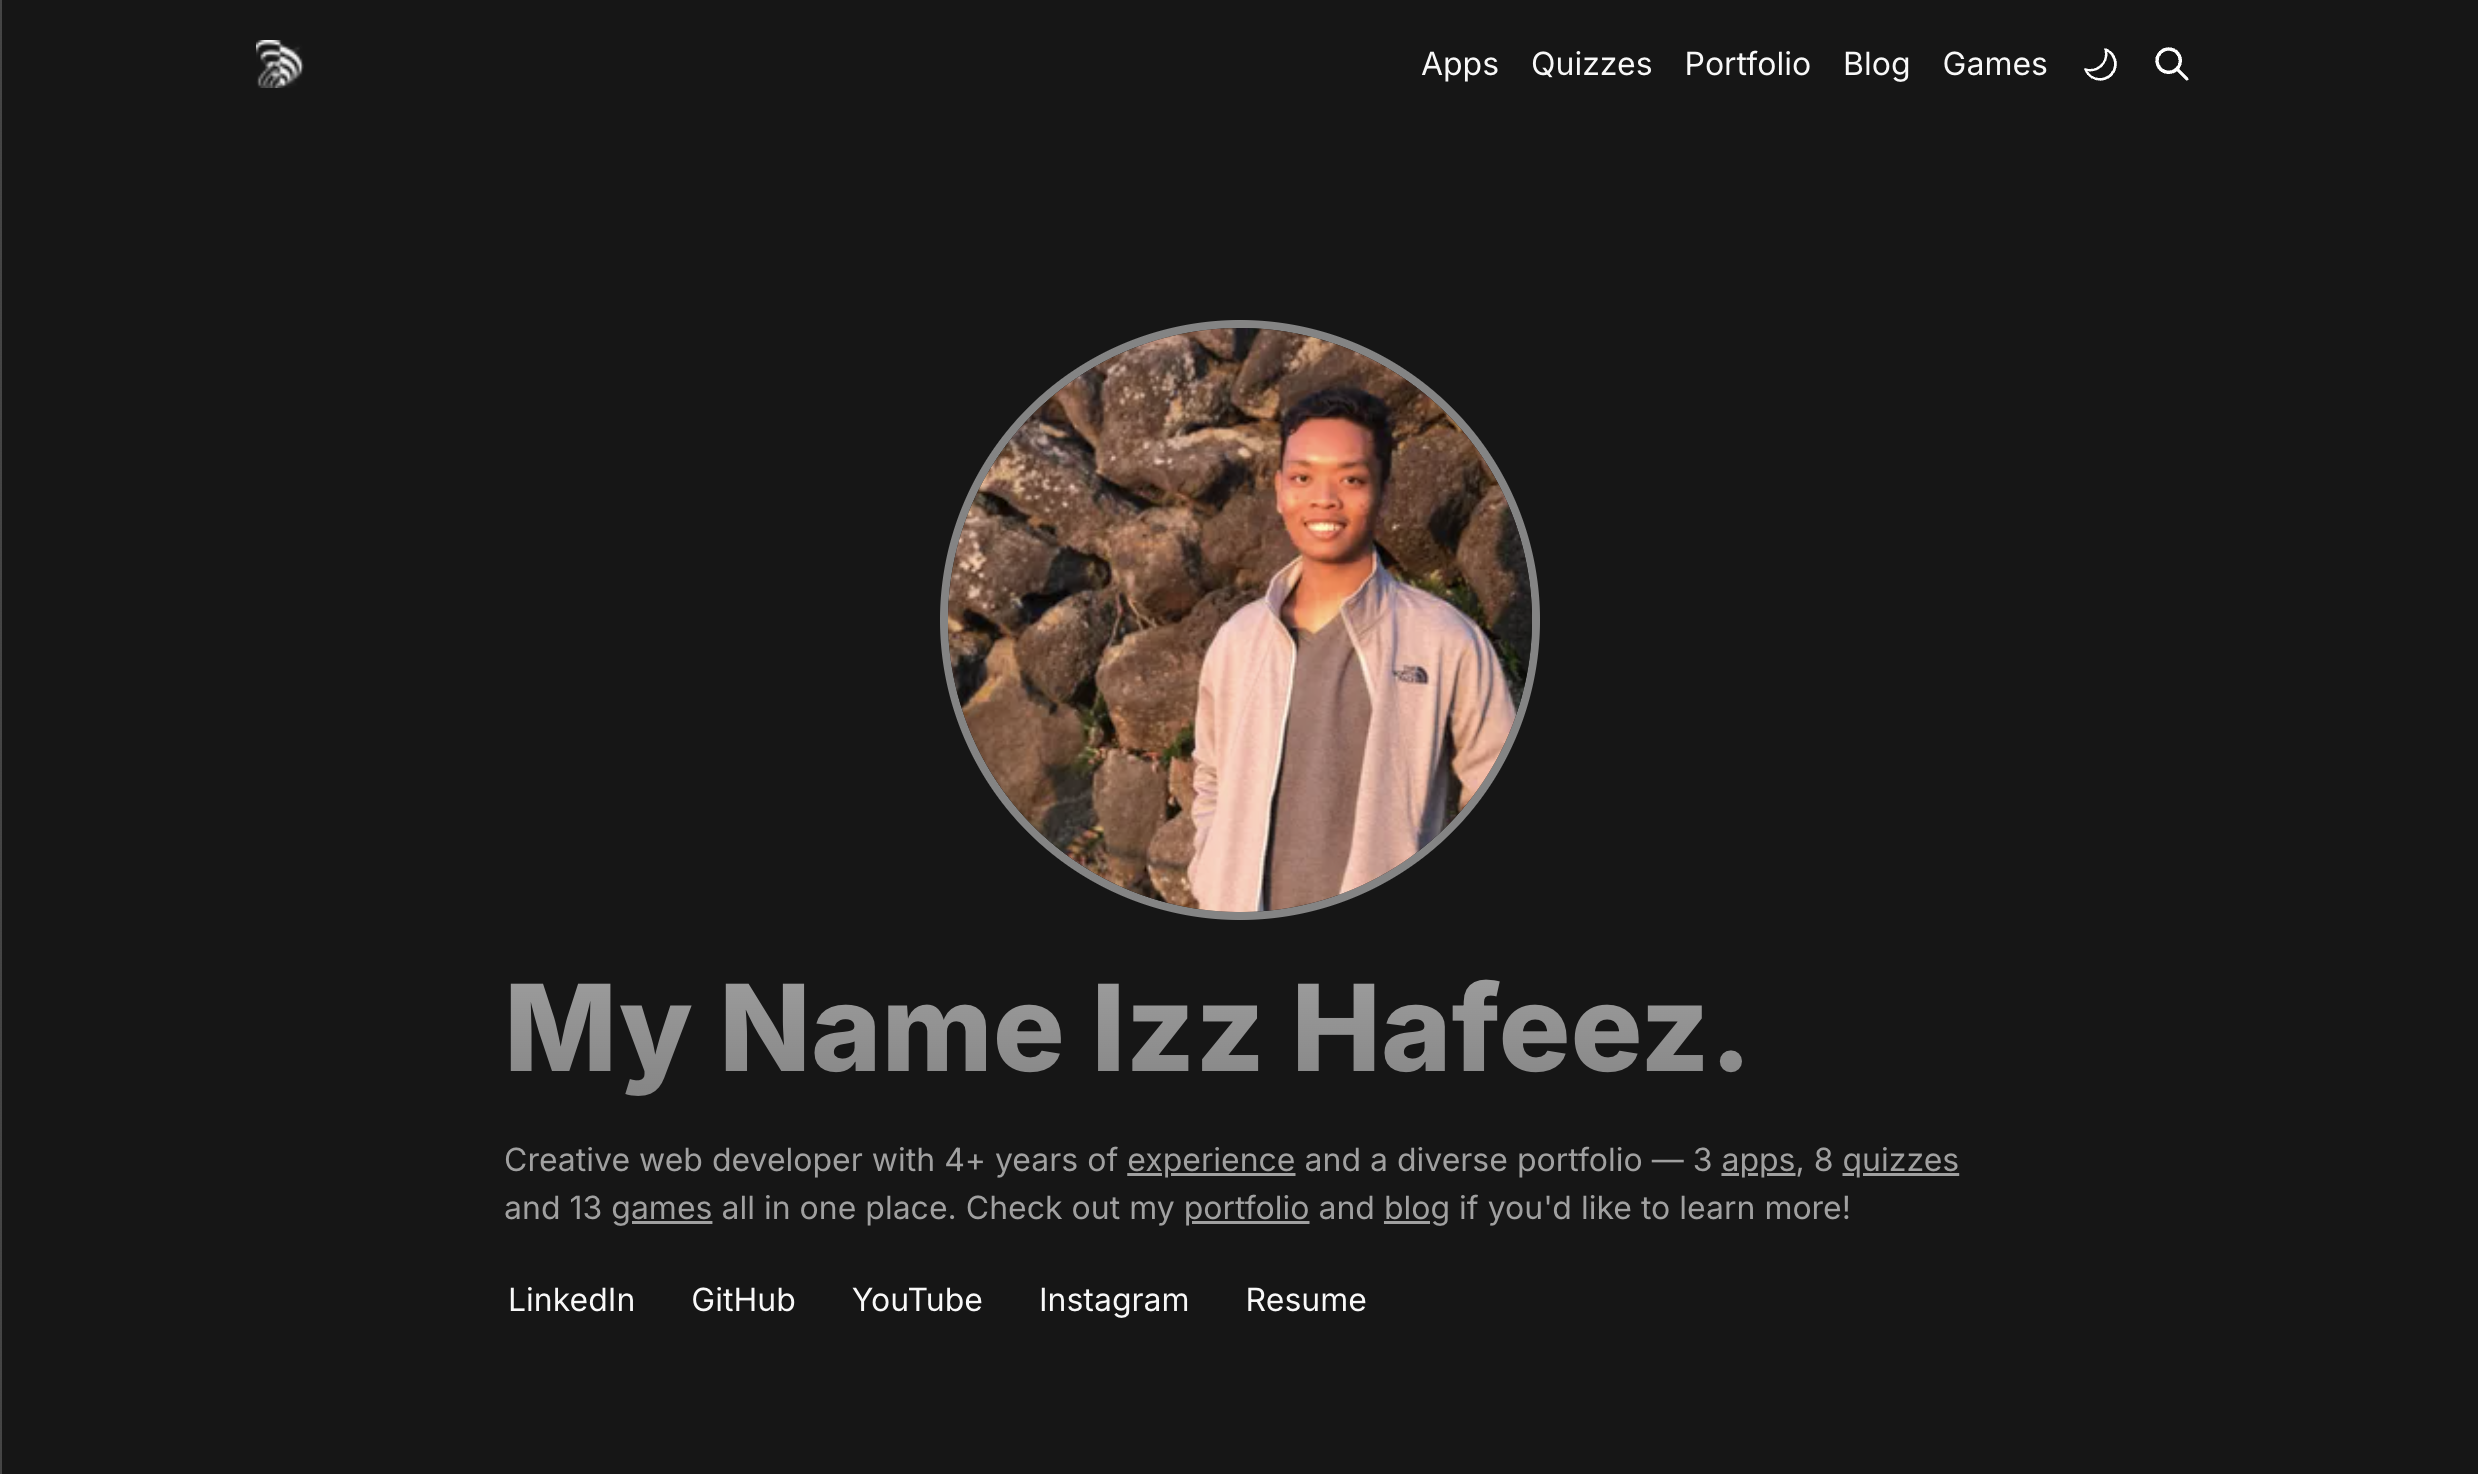 Apps Quizzes Portfolio Blog Games
My Name Izz Hafeez.
Creative web developer with 4+ years of experience and a diverse portfolio — 3 apps, 8 quizzes
and 13 games all in one place. Check out my portfolio and blog if you'd like to learn more!
LinkedIn GitHub YouTube Instagram Resume